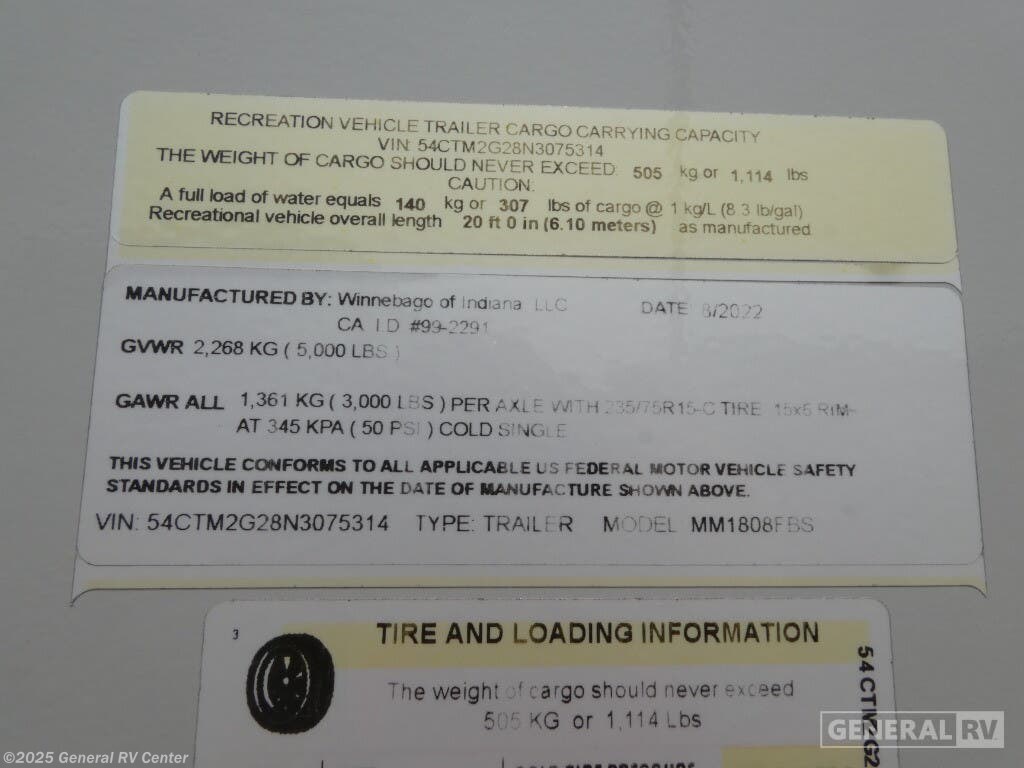 RECREATION VEHICLE TRAILER CARGO CARRYING CAPACITY
VIN: 54CTM2G28N3075314
THE WEIGHT OF CARGO SHOULD NEVER EXCEED: 505 kg or 1,114 lbs
CAUTION:
A full load of water equals 140 kg or 307 lbs of cargo @ 1 kg/L (8.3 lb/gal)
Recreational vehicle overall length 20 ft 0 in (6.10 meters) as manufactured
MANUFACTURED BY: Winnebago of Indiana LLC DATE 8/2022
CA I.D #99-2291
GVWR 2,268 KG ( 5,000 LBS )
GAWR ALL 1,361 KG ( 3,000 LBS ) PER AXLE WITH 235/75R15-C TIRE 15x5 RIM
AT 345 KPA ( 50 PSI ) COLD SINGLE
THIS VEHICLE CONFORMS TO ALL APPLICABLE US FEDERAL MOTOR VEHICLE SAFETY
STANDARDS IN EFFECT ON THE DATE OF MANUFACTURE SHOWN ABOVE.
VIN: 54CTM2G28N3075314 TYPE: TRAILER MODEL MM1808FBS
3
TIRE AND LOADING INFORMATION
The weight of cargo should never exceed
505 KG or 1,114 Lbs
54CTM2G2
GENERAL RV
©2025 General RV Center